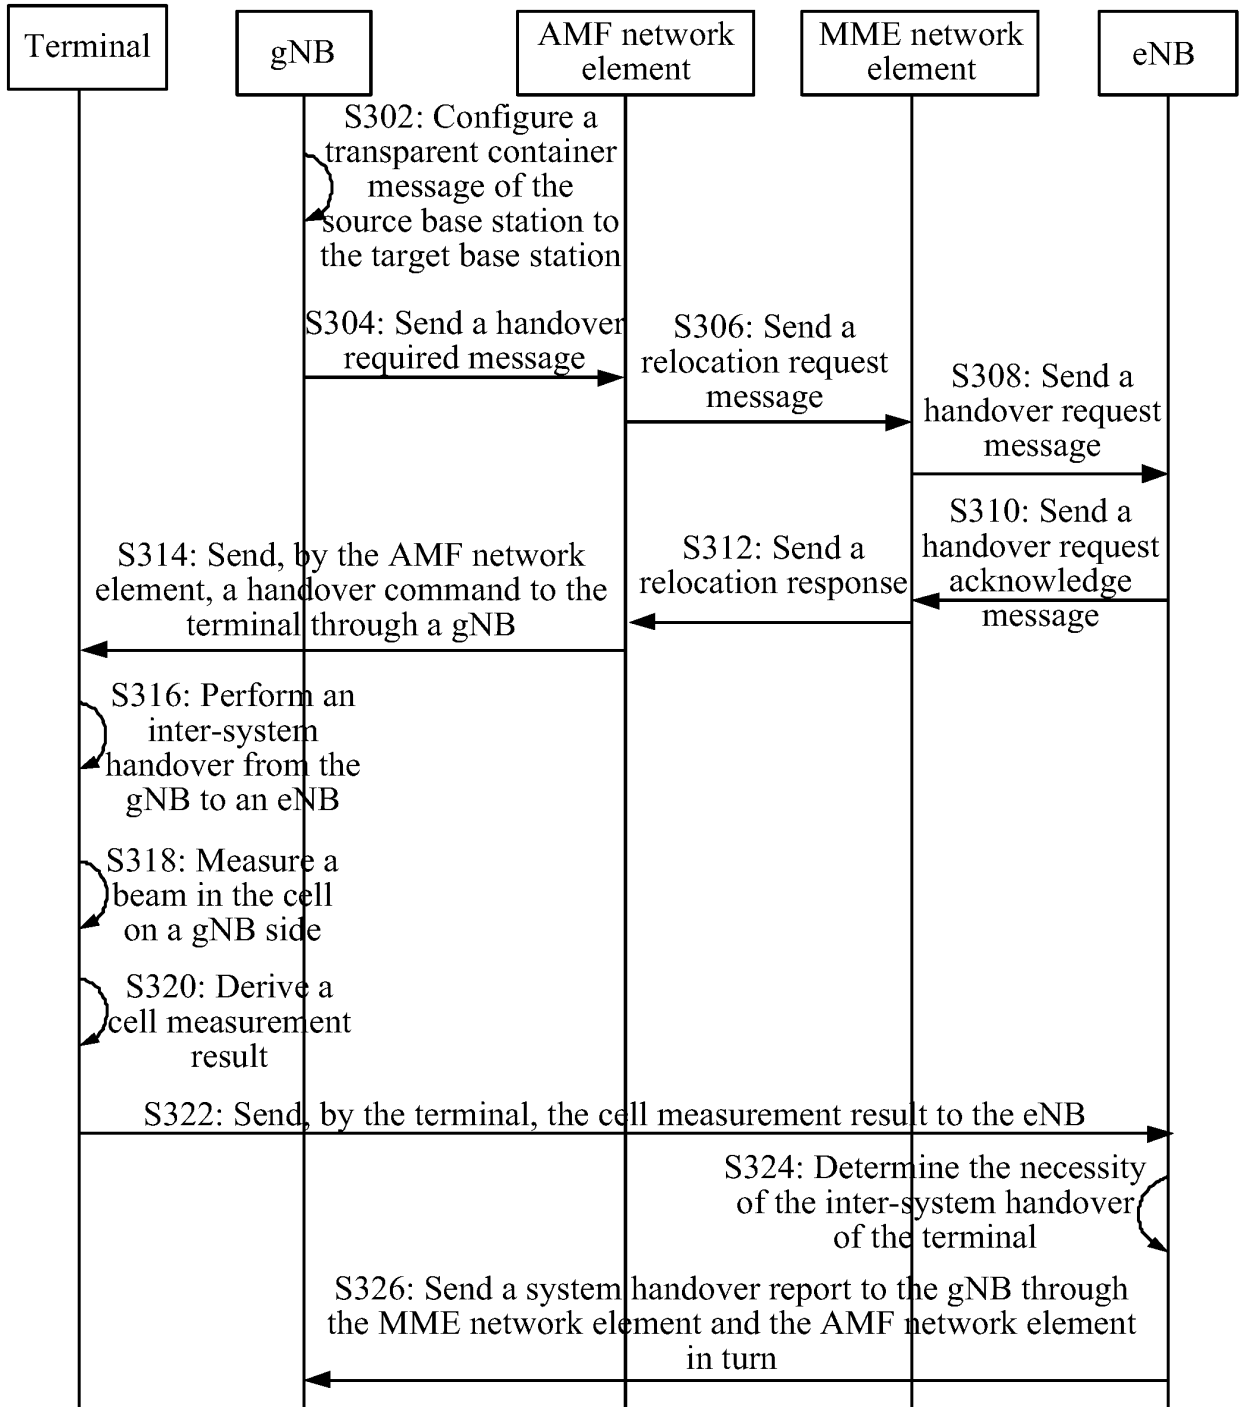 Terminal
gNB
AMF network
element
MME network
element
eNB
S302: Configure a
transparent container
message of the
source base station to
the target base station
S304: Send a handover
required message
S306: Send a
relocation request
message
S308: Send a
handover request
message
S310: Send a
handover request
acknowledge
message
S312: Send a
relocation response
S314: Send, by the AMF network
element, a handover command to the
terminal through a gNB
S316: Perform an
inter-system
handover from the
gNB to an eNB
S318: Measure a
beam in the cell
on a gNB side
S320: Derive a
cell measurement
result
S322: Send, by the terminal, the cell measurement result to the eNB
S324: Determine the necessity
of the inter-system handover
of the terminal
S326: Send a system handover report to the gNB through
the MME network element and the AMF network element
in turn